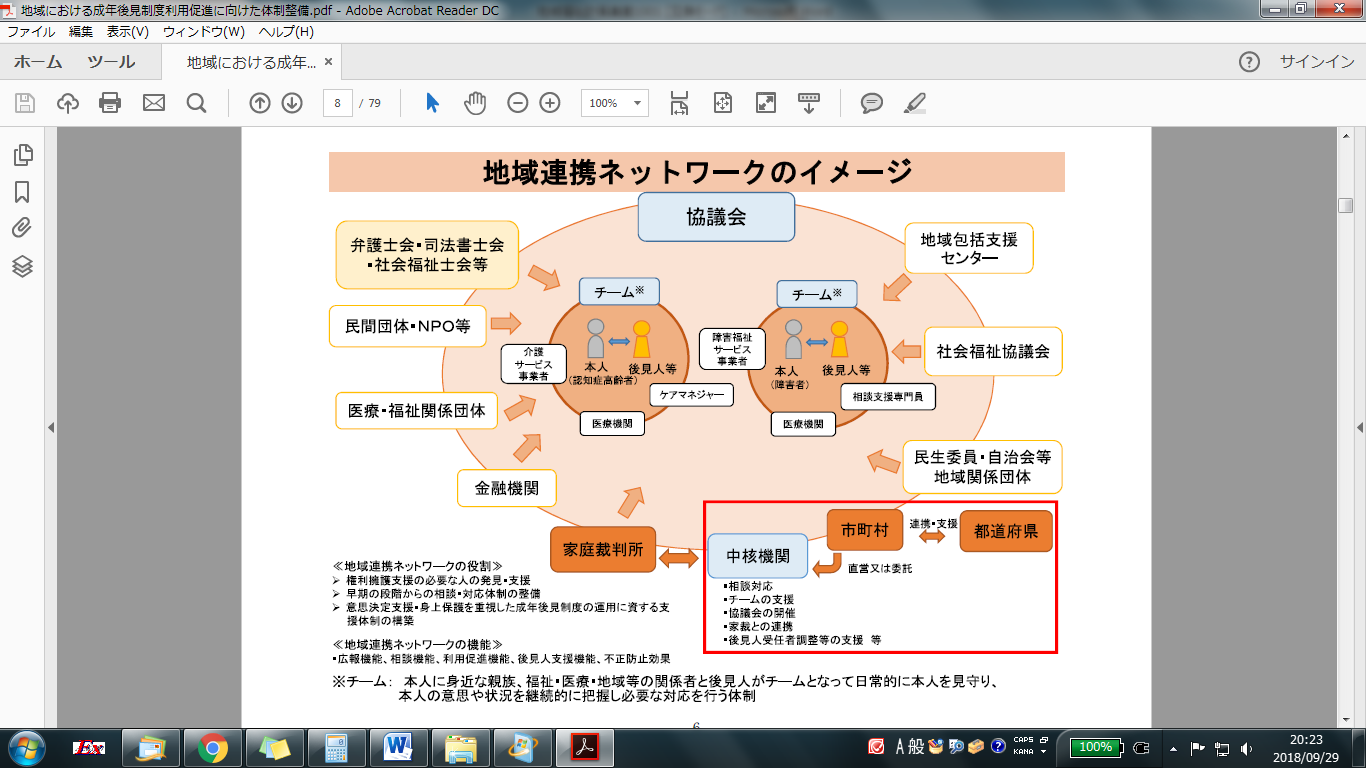 地域における成年後見制度利用促進に向けた体制整備.pdf - Adobe Acrobat Reader DC
ファイル 編集 表示(V) ウィンドウ(W) ヘルプ(H)
ホーム ツール 地域における成年... × サインイン
8 / 79 100%
地域連携ネットワークのイメージ
協議会
弁護士会・司法書士会
・社会福祉士会等
地域包括支援
センター
チーム※
チーム※
民間団体・NPO等
社会福祉協議会
介護
サービス
事業者
本人
(認知症高齢者)
後見人等
ケアマネジャー
医療機関
障害福祉
サービス
事業者
本人
(障害者)
後見人等
相談支援専門員
医療機関
医療・福祉関係団体
金融機関
民生委員・自治会等
地域関係団体
家庭裁判所
中核機関
市町村
連携・支援
都道府県
直営又は委託
・相談対応
・チームの支援
・協議会の開催
・家裁との連携
・後見人受任者調整等の支援 等
≪地域連携ネットワークの役割≫
➢ 権利擁護支援の必要な人の発見・支援
➢ 早期の段階からの相談・対応体制の整備
➢ 意思決定支援・身上保護を重視した成年後見制度の運用に資する支
援体制の構築
≪地域連携ネットワークの機能≫
・広報機能、相談機能、利用促進機能、後見人支援機能、不正防止効果
※チーム： 本人に身近な親族、福祉・医療・地域等の関係者と後見人がチームとなって日常的に本人を見守り、
本人の意思や状況を継続的に把握し必要な対応を行う体制
6
Ex
A 般
CAPS
KANA
100%
20:23
2018/09/29